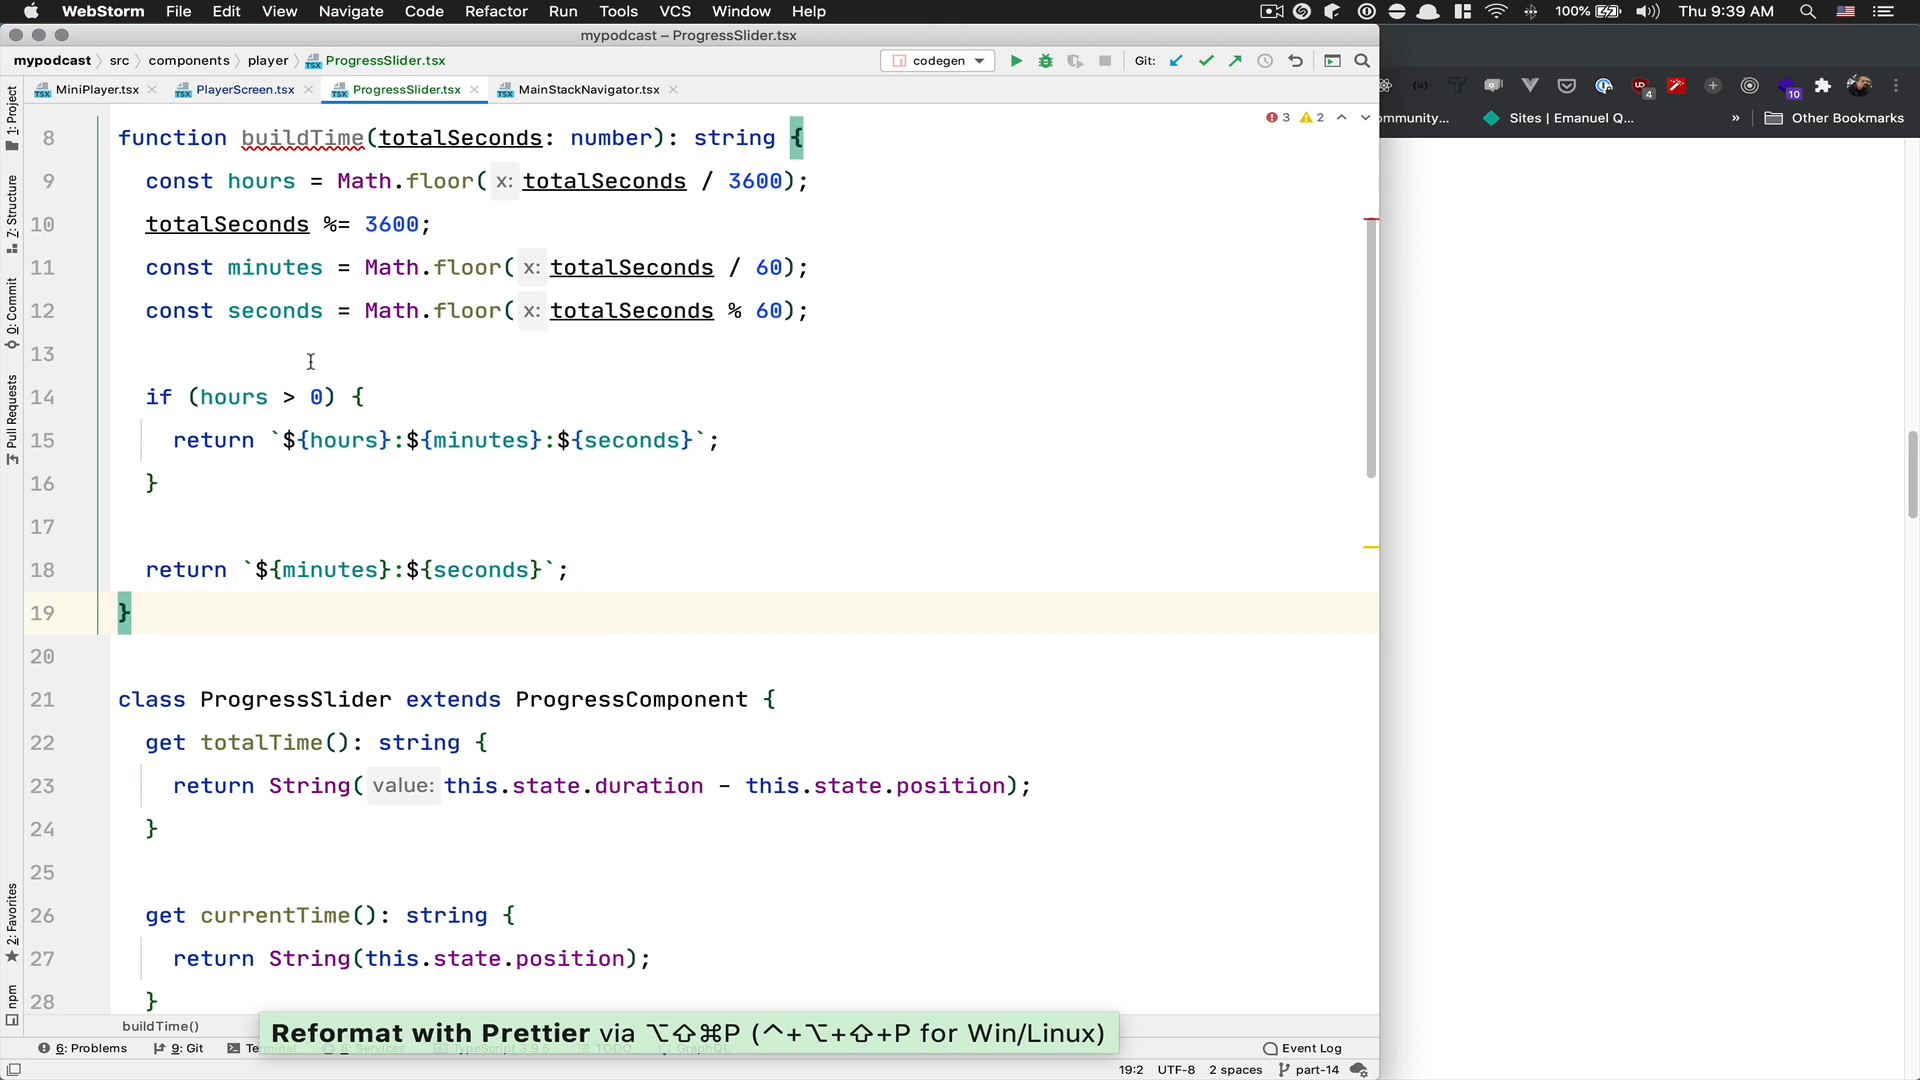 WebStorm File Edit View Navigate Code Refactor Run Tools VCS Window Help
100% Thu 9:39 AM
mypodcast – ProgressSlider.tsx
mypodcast src components player ProgressSlider.tsx
codegen
Git:
MiniPlayer.tsx PlayerScreen.tsx ProgressSlider.tsx MainStackNavigator.tsx
1: Project
Z: Structure
0: Commit
Pull Requests
2: Favorites
npm
3 2
8 function buildTime(totalSeconds: number): string {
9 const hours = Math.floor( x: totalSeconds / 3600);
10 totalSeconds %= 3600;
11 const minutes = Math.floor( x: totalSeconds / 60);
12 const seconds = Math.floor( x: totalSeconds % 60);
13
14 if (hours > 0) {
15 return `${hours}:${minutes}:${seconds}`;
16 }
17
18 return `${minutes}:${seconds}`;
19 }
20
21 class ProgressSlider extends ProgressComponent {
22 get totalTime(): string {
23 return String( value: this.state.duration - this.state.position);
24 }
25
26 get currentTime(): string {
27 return String(this.state.position);
28 }
buildTime()
Reformat with Prettier via ⌥⇧⌘P (^+⌥+⇧+P for Win/Linux)
6: Problems 9: Git Event Log
19:2 UTF-8 2 spaces part-14
4 10
Sites | Emanuel Q... » Other Bookmarks